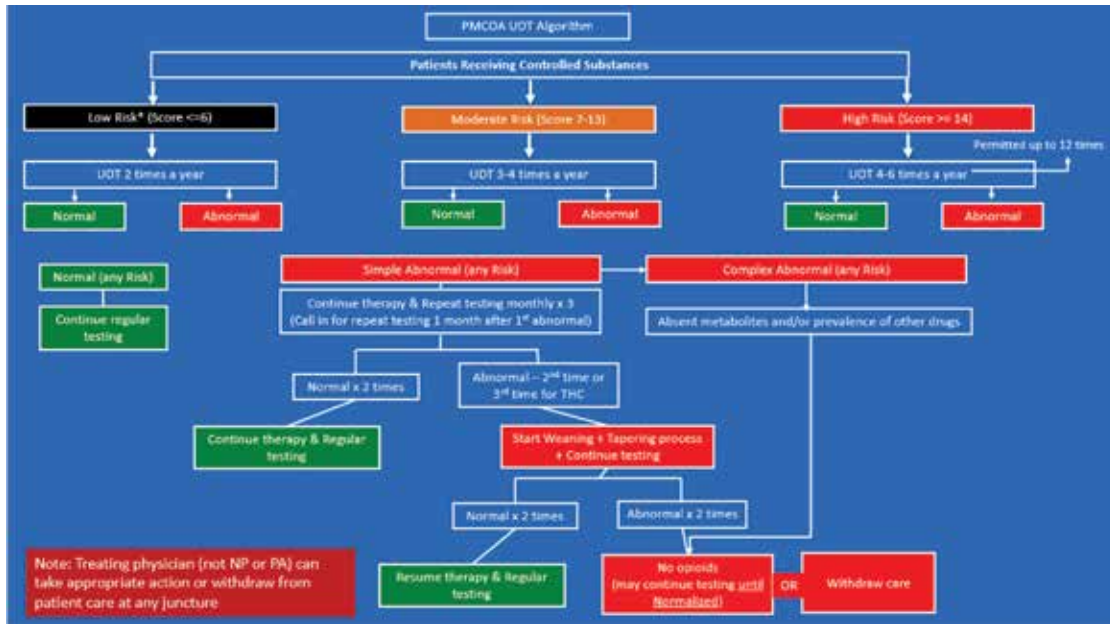 PMCOA UDT Algorithm
Patients Receiving Controlled Substances
Low Risk* (Score <=6)
Moderate Risk (Score 7-13)
High Risk (Score >= 14)
Permitted up to 12 times
UDT 2 times a year
UDT 3-4 times a year
UDT 4-6 times a year
Normal
Abnormal
Normal
Abnormal
Normal
Abnormal
Normal (any Risk)
Continue regular
testing
Simple Abnormal (any Risk)
Complex Abnormal (any Risk)
Continue therapy & Repeat testing monthly x 3
(Call in for repeat testing 1 month after 1st abnormal)
Absent metabolites and/or prevalence of other drugs
Normal x 2 times
Abnormal – 2nd time or
3rd time for THC
Continue therapy & Regular
testing
Start Weaning + Tapering process
+ Continue testing
Normal x 2 times
Abnormal x 2 times
Resume therapy & Regular
testing
No opioids
(may continue testing until
Normalized)
OR
Withdraw care
Note: Treating physician (not NP or PA) can
take appropriate action or withdraw from
patient care at any juncture